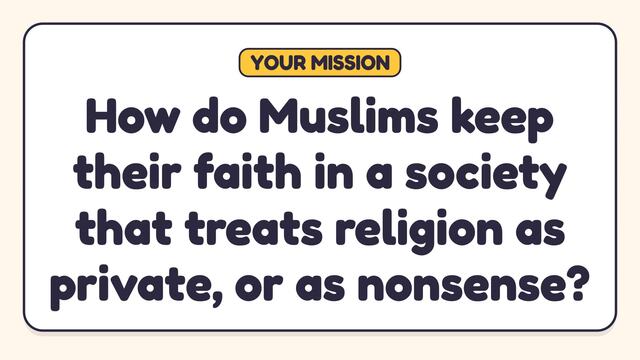 YOUR MISSION
How do Muslims keep
their faith in a society
that treats religion as
private, or as nonsense?